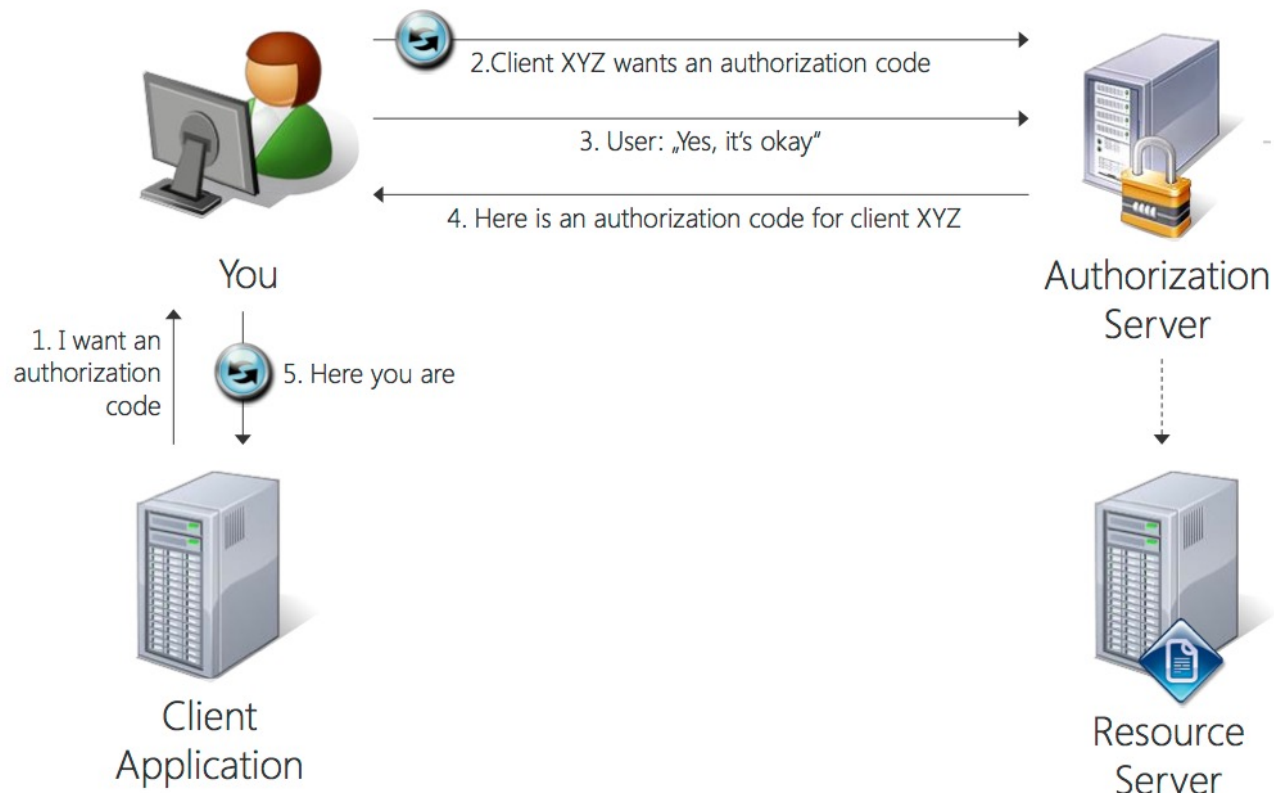 2.Client XYZ wants an authorization code
3. User: „Yes, it's okay“
4. Here is an authorization code for client XYZ
You
Authorization
Server
1. I want an
authorization
code
5. Here you are
Client
Application
Resource
Server